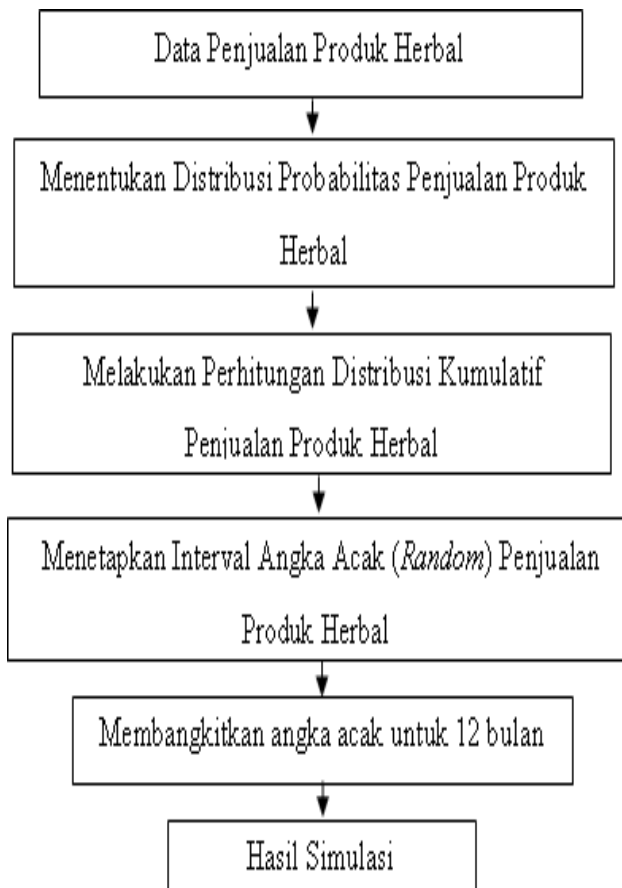 Data Penjualan Produk Herbal
Menentukan Distribusi Probabilitas Penjualan Produk
Herbal
Melakukan Perhitungan Distribusi Kumulatif
Penjualan Produk Herbal
Menetapkan Interval Angka Acak (Random) Penjualan
Produk Herbal
Membangkitkan angka acak untuk 12 bulan
Hasil Simulasi